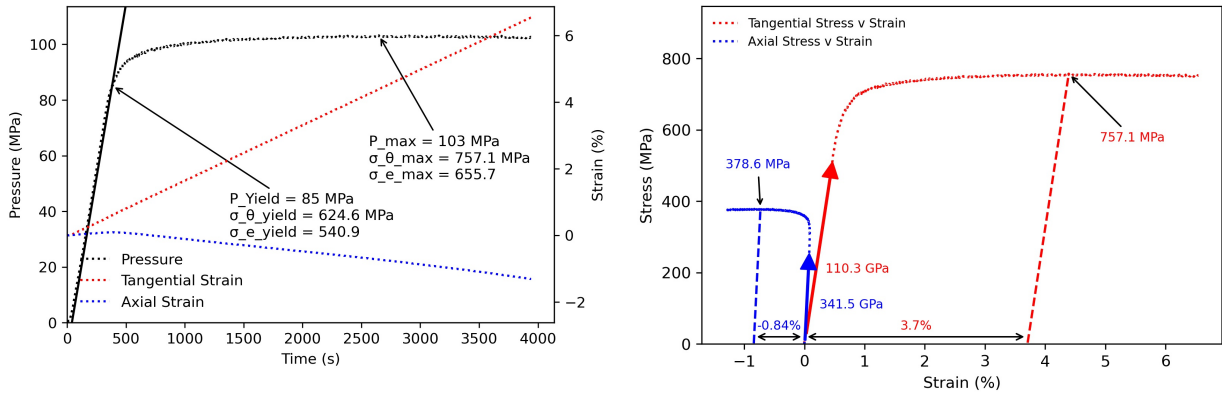 100
80
60
40
20
0
Pressure (MPa)
P_max = 103 MPa
σ_θ_max = 757.1 MPa
σ_e_max = 655.7
P_Yield = 85 MPa
σ_θ_yield = 624.6 MPa
σ_e_yield = 540.9
Pressure
Tangential Strain
Axial Strain
6
4
2
0
−2
Strain (%)
0 500 1000 1500 2000 2500 3000 3500 4000
Time (s)
Tangential Stress v Strain
Axial Stress v Strain
800
600
400
200
0
Stress (MPa)
757.1 MPa
378.6 MPa
110.3 GPa
341.5 GPa
-0.84%
3.7%
−1 0 1 2 3 4 5 6
Strain (%)